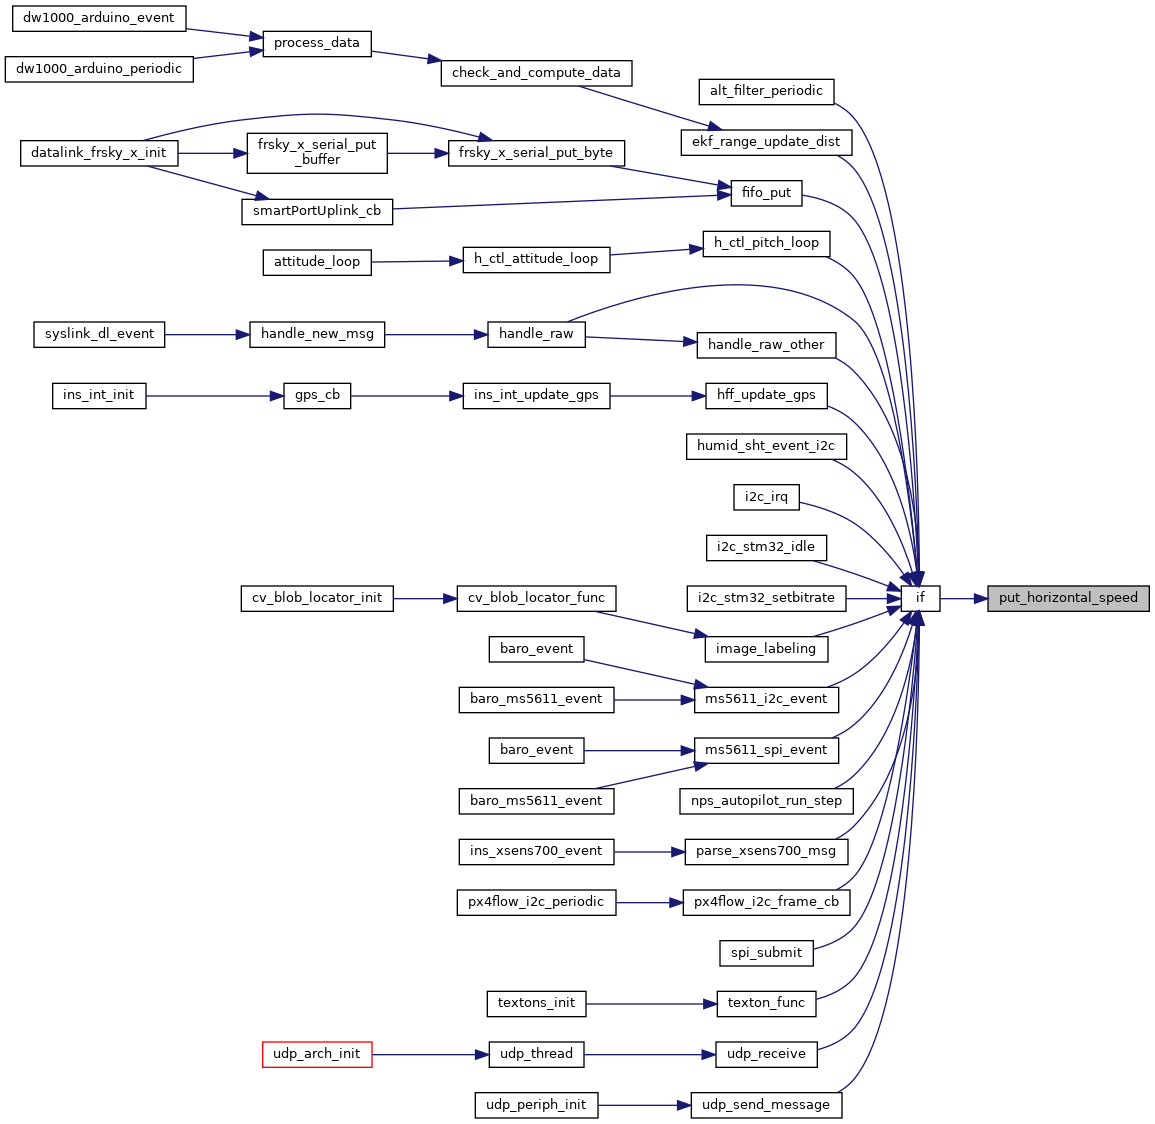 dw1000_arduino_event
process_data
dw1000_arduino_periodic
check_and_compute_data
alt_filter_periodic
ekf_range_update_dist
datalink_frsky_x_init
frsky_x_serial_put
_buffer
frsky_x_serial_put_byte
fifo_put
smartPortUplink_cb
h_ctl_pitch_loop
attitude_loop
h_ctl_attitude_loop
syslink_dl_event
handle_new_msg
handle_raw
handle_raw_other
ins_int_init
gps_cb
ins_int_update_gps
hff_update_gps
humid_sht_event_i2c
i2c_irq
i2c_stm32_idle
cv_blob_locator_init
cv_blob_locator_func
i2c_stm32_setbitrate
if
put_horizontal_speed
image_labeling
baro_event
baro_ms5611_event
ms5611_i2c_event
baro_event
ms5611_spi_event
baro_ms5611_event
nps_autopilot_run_step
ins_xsens700_event
parse_xsens700_msg
px4flow_i2c_periodic
px4flow_i2c_frame_cb
spi_submit
textons_init
texton_func
udp_arch_init
udp_thread
udp_receive
udp_periph_init
udp_send_message